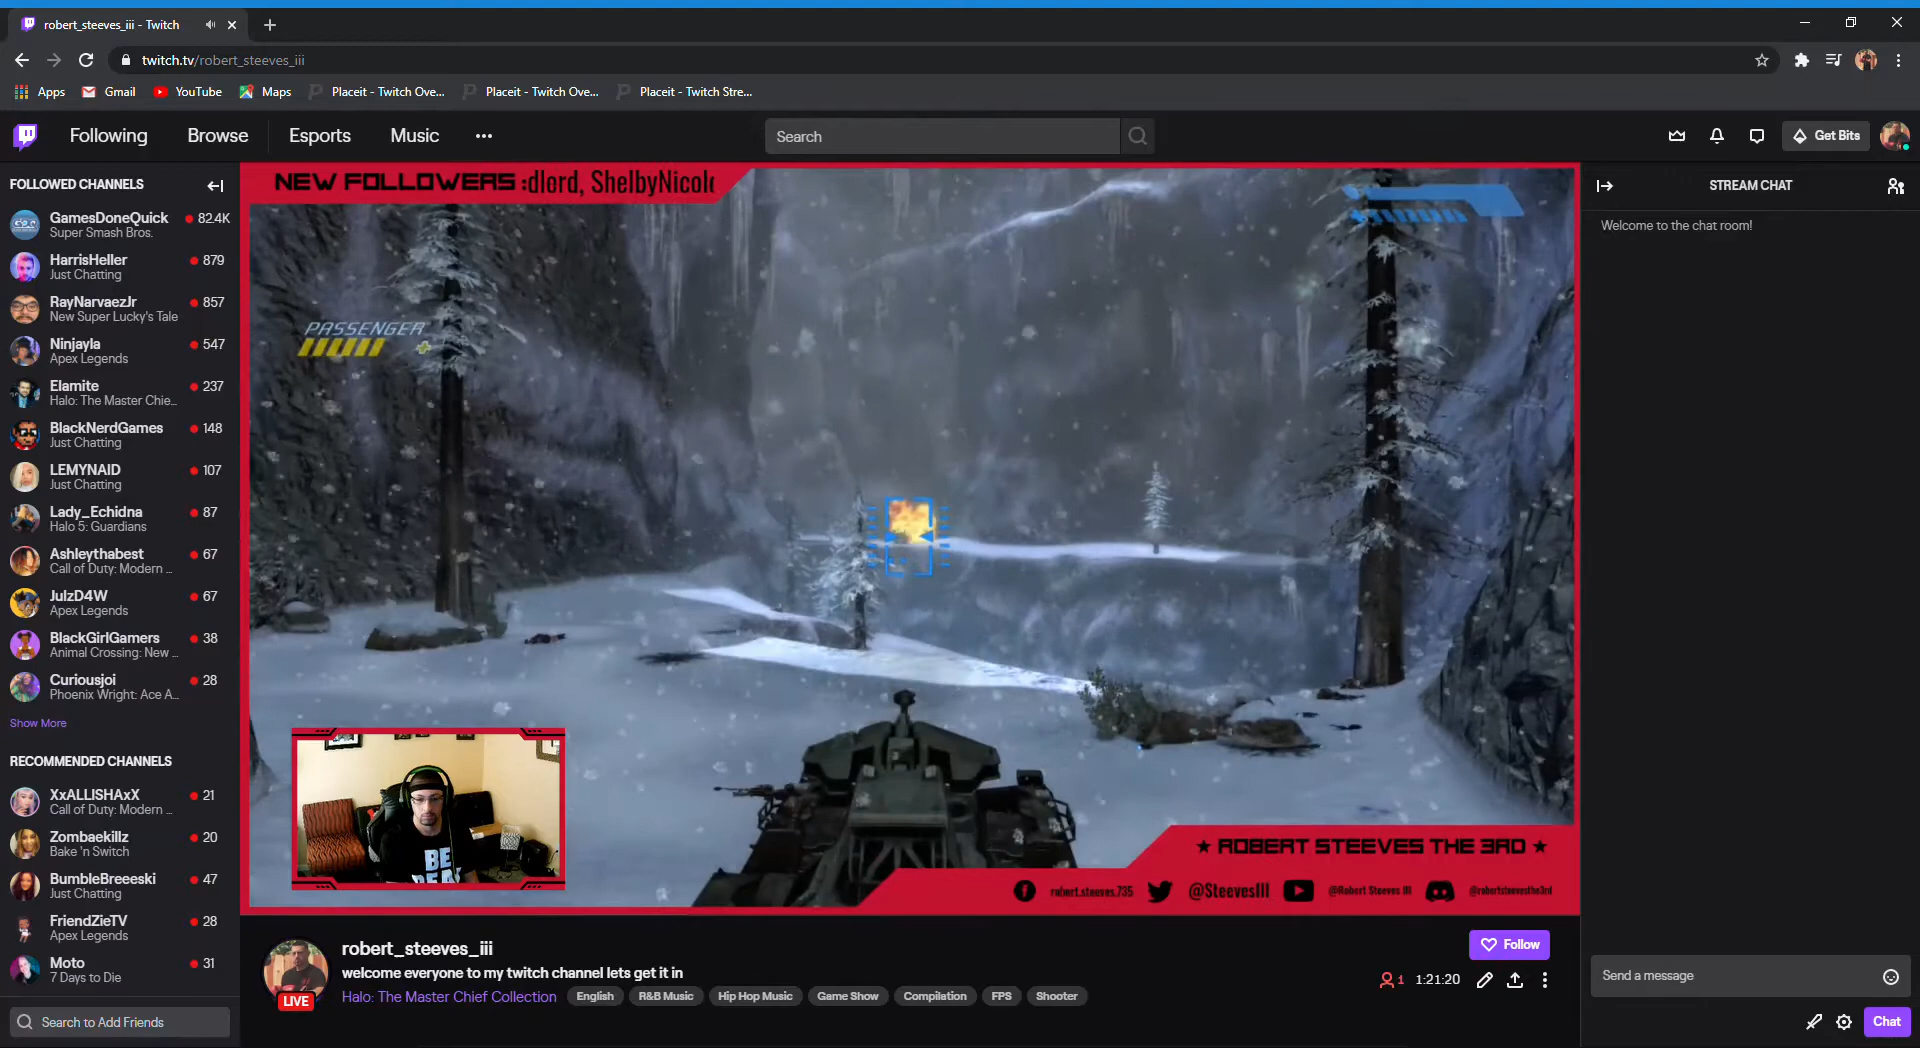 robert_steeves_iii - Twitch
twitch.tv/robert_steeves_iii
Apps
Gmail
YouTube
Maps
Placeit - Twitch Ove...
Placeit - Twitch Ove...
Placeit - Twitch Stre...
Following
Browse
Esports
Music
Search
Get Bits
FOLLOWED CHANNELS
GamesDoneQuick 82.4K
Super Smash Bros.
HarrisHeller 879
Just Chatting
RayNarvaezJr 857
New Super Lucky's Tale
Ninjayla 547
Apex Legends
Elamite 237
Halo: The Master Chie...
BlackNerdGames 148
Just Chatting
LEMYNAID 107
Just Chatting
Lady_Echidna 87
Halo 5: Guardians
Ashleythabest 67
Call of Duty: Modern ...
JulzD4W 67
Apex Legends
BlackGirlGamers 38
Animal Crossing: New ...
Curiousjoi 28
Phoenix Wright: Ace A...
Show More
RECOMMENDED CHANNELS
XxALLISHAxX 21
Call of Duty: Modern ...
Zombaekillz 20
Bake 'n Switch
BumbleBreeeski 47
Just Chatting
FriendZieTV 28
Apex Legends
Moto 31
7 Days to Die
Search to Add Friends
NEW FOLLOWERS :dlord, ShelbyNicole
PASSENGER
BE
★ ROBERT STEEVES THE 3RD ★
robert.steeves.735
@SteevesIII
@Robert Steeves III
@robertsteevesthe3rd
robert_steeves_iii
welcome everyone to my twitch channel lets get it in
LIVE
Halo: The Master Chief Collection
English
R&B Music
Hip Hop Music
Game Show
Compilation
FPS
Shooter
Follow
1
1:21:20
STREAM CHAT
Welcome to the chat room!
Send a message
Chat